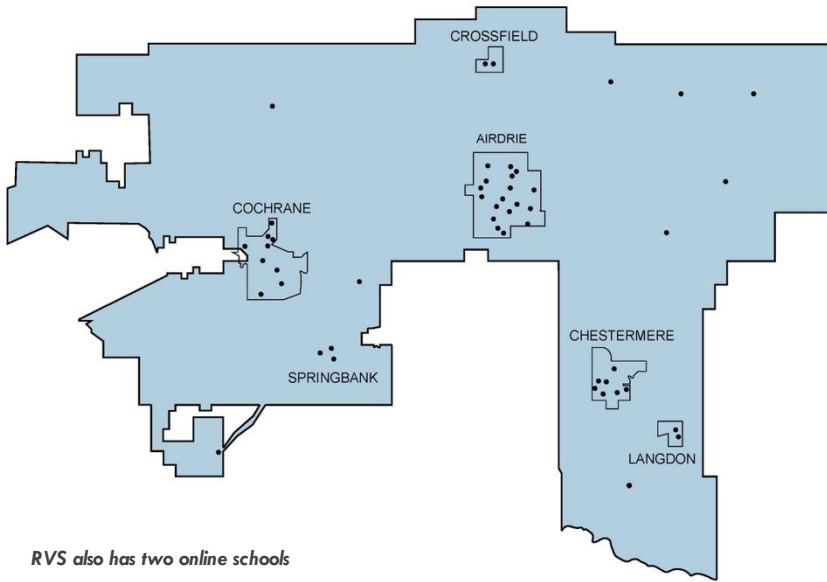 CROSSFIELD
AIRDRIE
COCHRANE
CHESTERMERE
SPRINGBANK
LANGDON
RVS also has two online schools